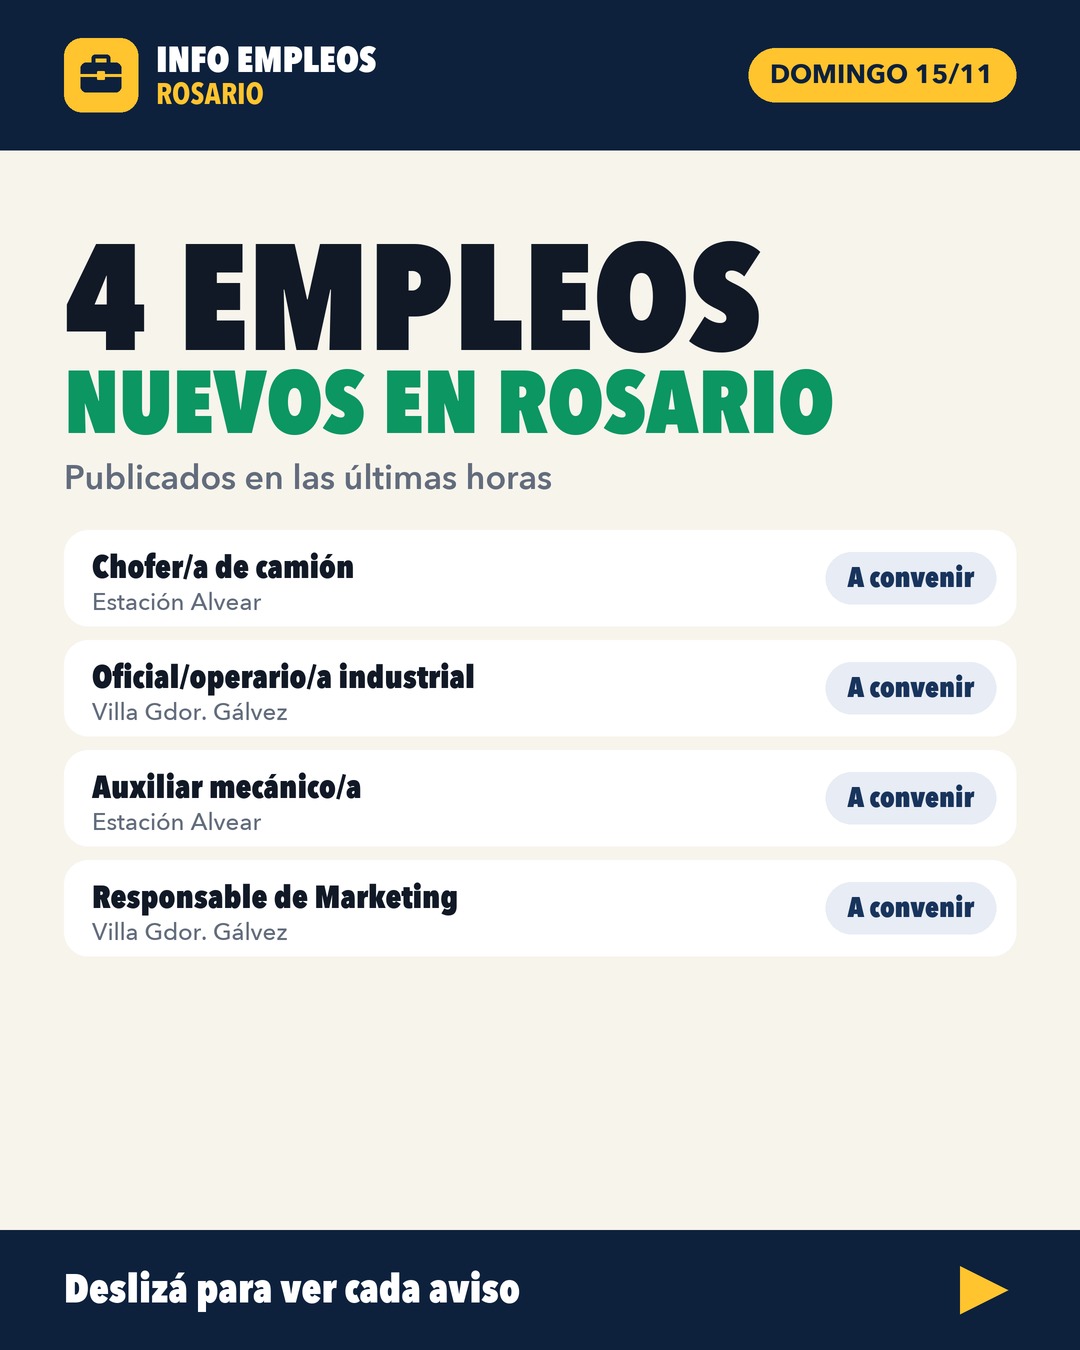 INFO EMPLEOS
ROSARIO
DOMINGO 15/11
4 EMPLEOS
NUEVOS EN ROSARIO
Publicados en las últimas horas
Chofer/a de camión
Estación Alvear
A convenir
Oficial/operario/a industrial
Villa Gdor. Gálvez
A convenir
Auxiliar mecánico/a
Estación Alvear
A convenir
Responsable de Marketing
Villa Gdor. Gálvez
A convenir
Deslizá para ver cada aviso